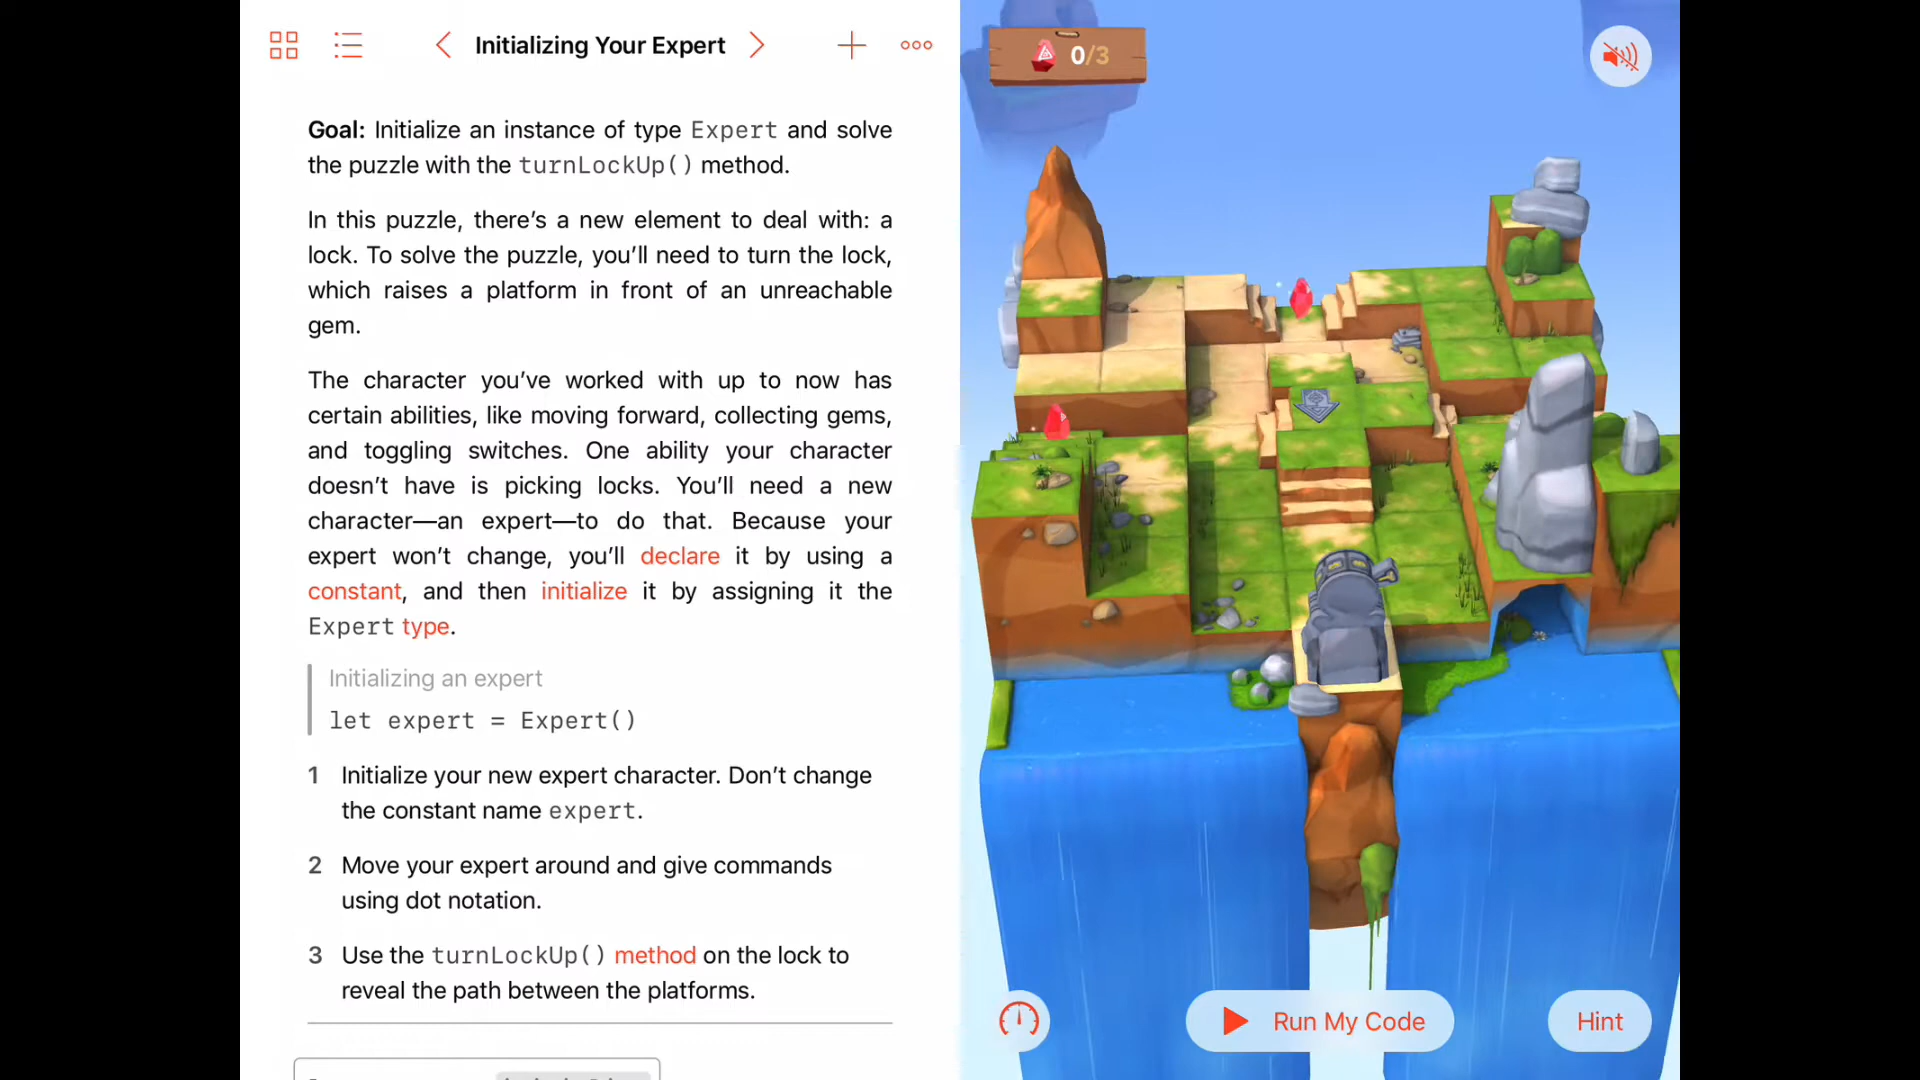 Initializing Your Expert
Goal: Initialize an instance of type Expert and solve
the puzzle with the turnLockUp() method.
In this puzzle, there’s a new element to deal with: a
lock. To solve the puzzle, you’ll need to turn the lock,
which raises a platform in front of an unreachable
gem.
The character you’ve worked with up to now has
certain abilities, like moving forward, collecting gems,
and toggling switches. One ability your character
doesn’t have is picking locks. You’ll need a new
character—an expert—to do that. Because your
expert won’t change, you’ll declare it by using a
constant, and then initialize it by assigning it the
Expert type.
Initializing an expert
let expert = Expert()
1 Initialize your new expert character. Don’t change
the constant name expert.
2 Move your expert around and give commands
using dot notation.
3 Use the turnLockUp() method on the lock to
reveal the path between the platforms.
0/3
Run My Code
Hint